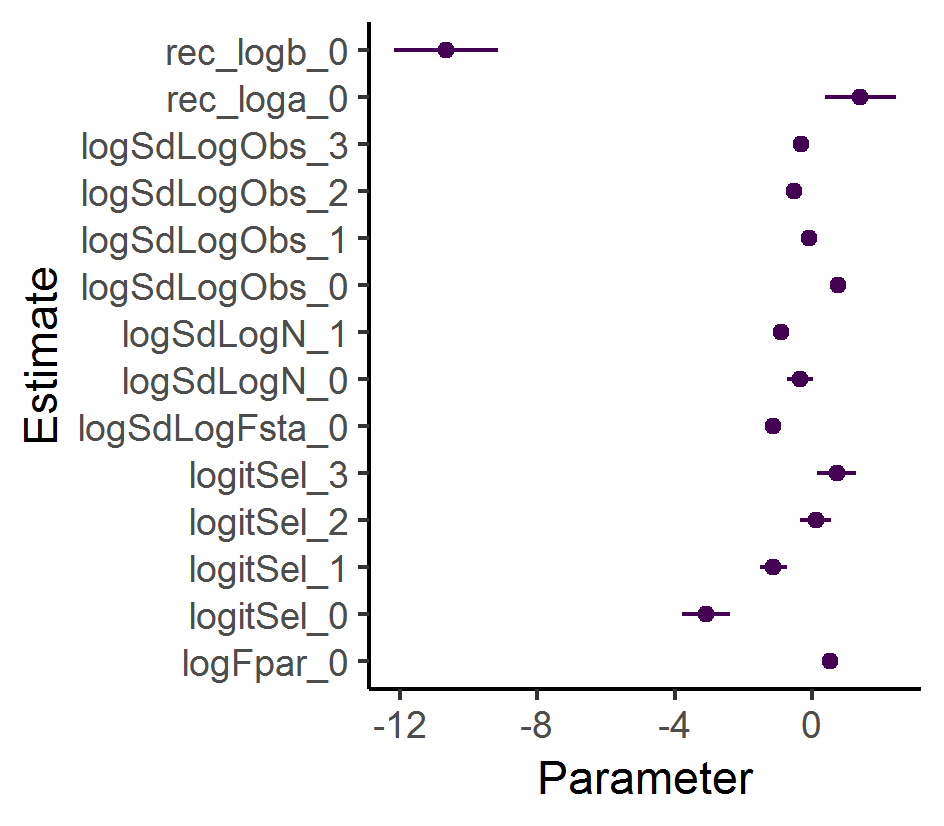 rec_logb_0
rec_loga_0
logSdLogObs_3
logSdLogObs_2
logSdLogObs_1
logSdLogObs_0
logSdLogN_1
logSdLogN_0
logSdLogFsta_0
logitSel_3
logitSel_2
logitSel_1
logitSel_0
logFpar_0
Estimate
-12 -8 -4 0
Parameter